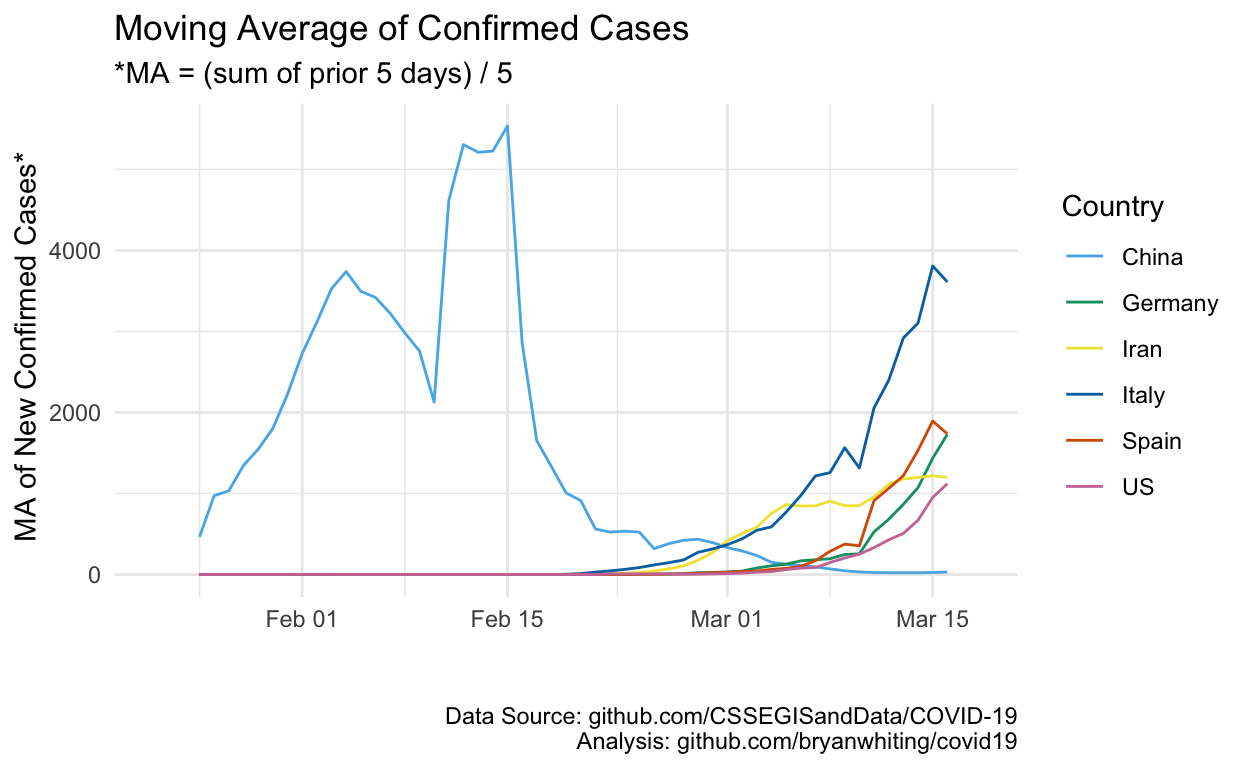 Moving Average of Confirmed Cases
*MA = (sum of prior 5 days) / 5
MA of New Confirmed Cases*
4000
2000
0
Feb 01
Feb 15
Mar 01
Mar 15
Country
China
Germany
Iran
Italy
Spain
US
Data Source: github.com/CSSEGISandData/COVID-19
Analysis: github.com/bryanwhiting/covid19